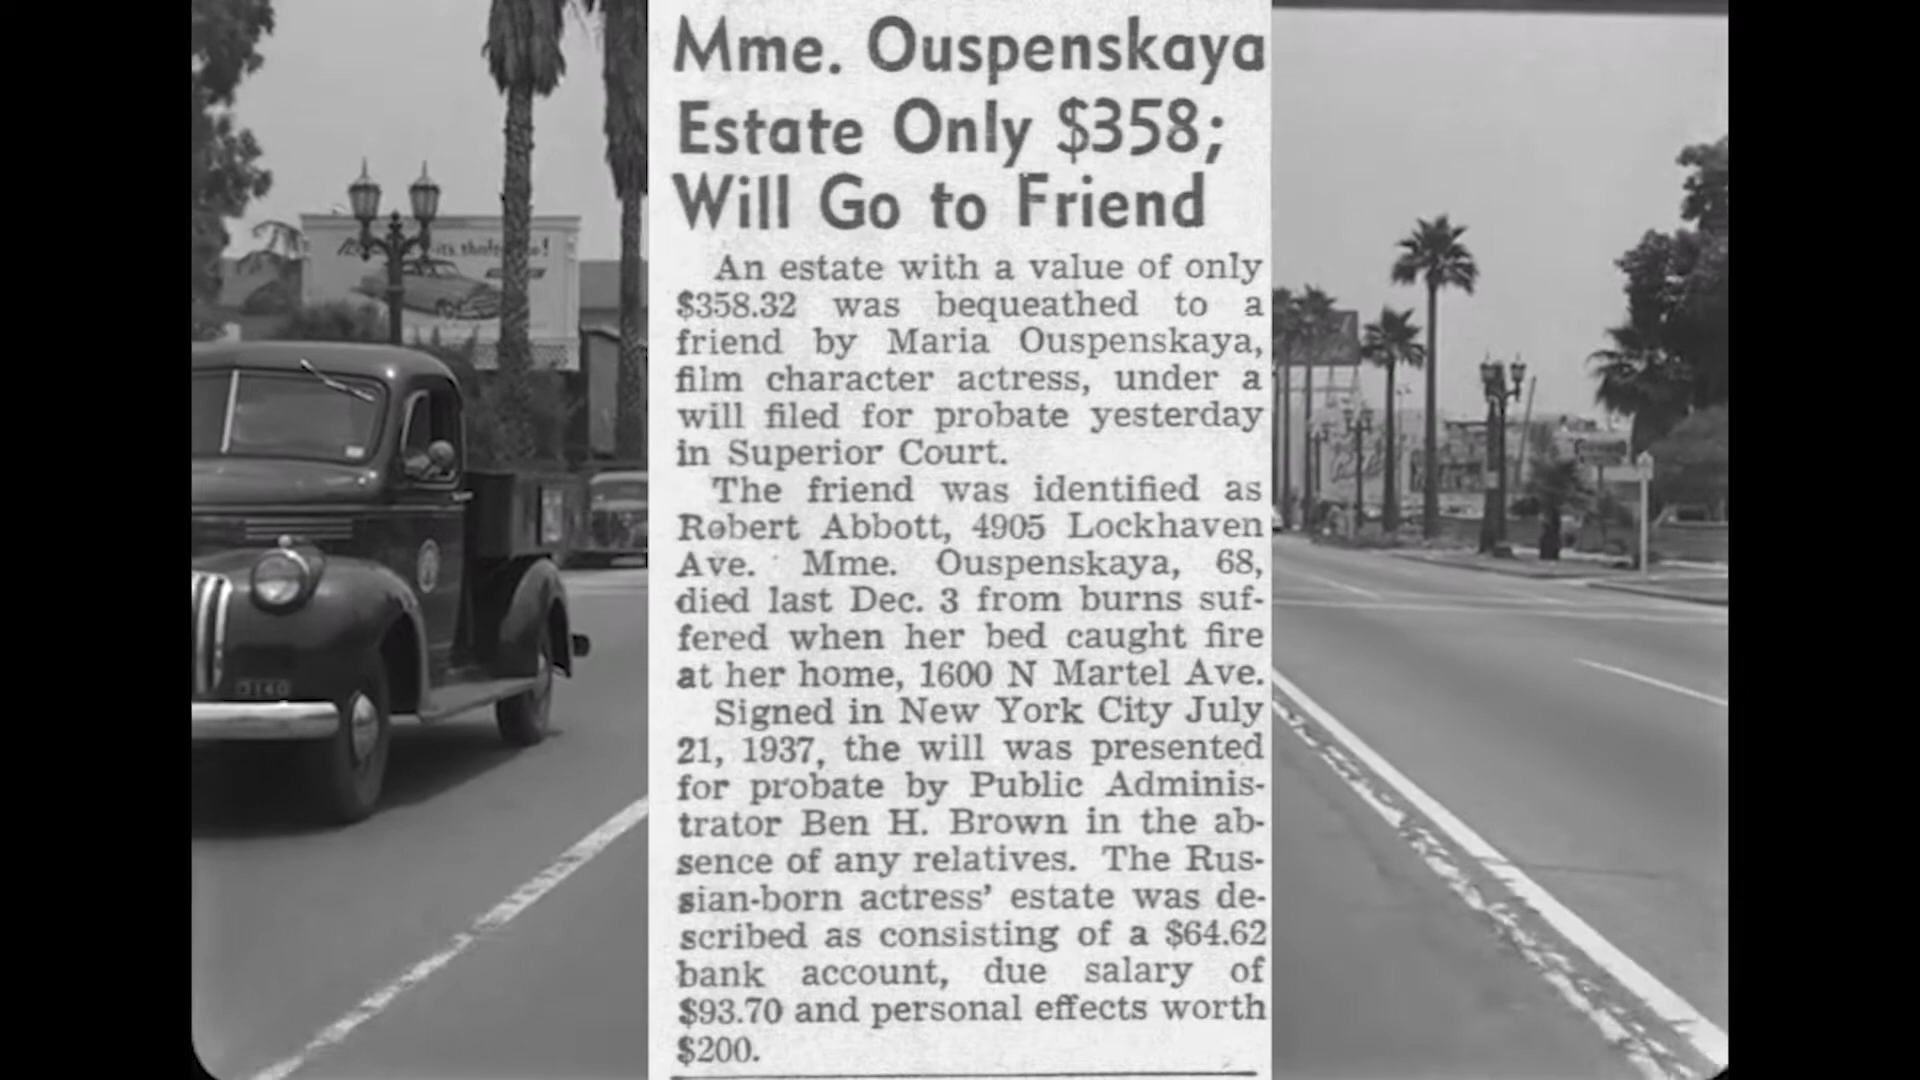 Mme. Ouspenskaya
Estate Only $358;
Will Go to Friend
An estate with a value of only
$358.32 was bequeathed to a
friend by Maria Ouspenskaya,
film character actress, under a
will filed for probate yesterday
in Superior Court.
The friend was identified as
Robert Abbott, 4905 Lockhaven
Ave. Mme. Ouspenskaya, 68,
died last Dec. 3 from burns suf-
fered when her bed caught fire
at her home, 1600 N Martel Ave.
Signed in New York City July
21, 1937, the will was presented
for probate by Public Adminis-
trator Ben H. Brown in the ab-
sence of any relatives. The Rus-
sian-born actress' estate was de-
scribed as consisting of a $64.62
bank account, due salary of
$93.70 and personal effects worth
$200.